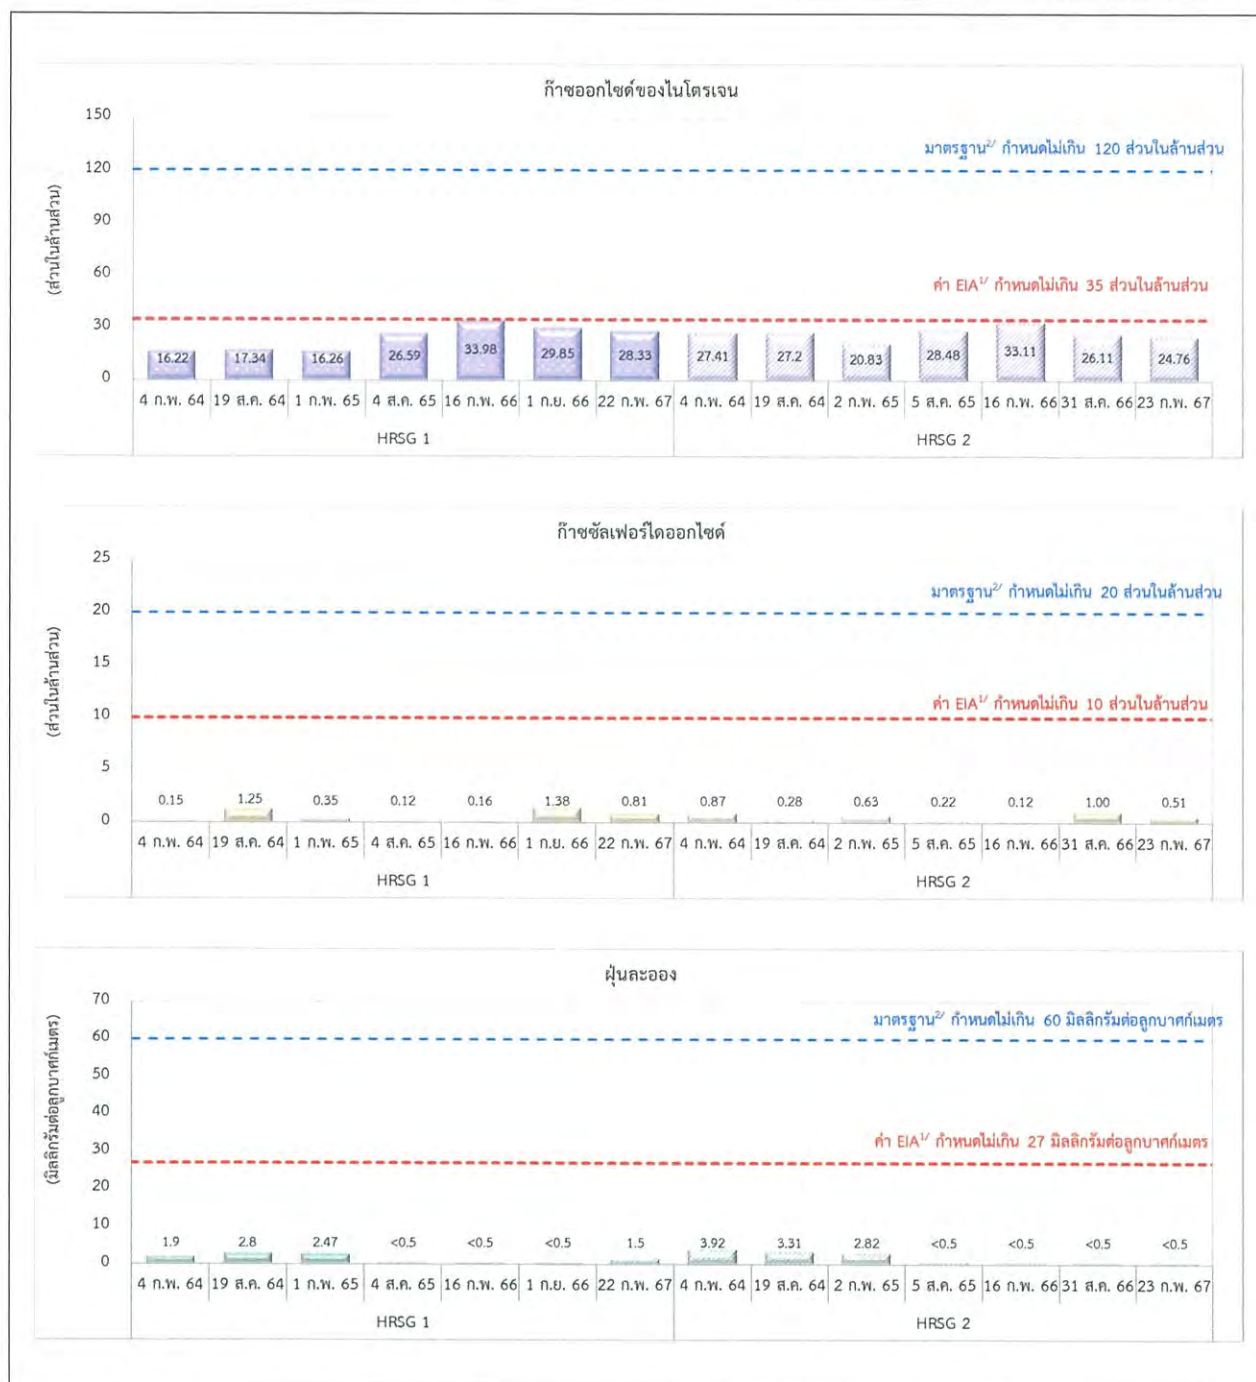 ก๊าซออกไซด์ของไนโตรเจน
150
120
90
60
30
0
(ส่วนในล้านส่วน)
มาตรฐาน2/ กำหนดไม่เกิน 120 ส่วนในล้านส่วน
ค่า EIA1/ กำหนดไม่เกิน 35 ส่วนในล้านส่วน
16.22 17.34 16.26 26.59 33.98 29.85 28.33 27.41 27.2 20.83 28.48 33.11 26.11 24.76
4 ก.พ. 64 19 ส.ค. 64 1 ก.พ. 65 4 ส.ค. 65 16 ก.พ. 66 1 ก.ย. 66 22 ก.พ. 67 4 ก.พ. 64 19 ส.ค. 64 2 ก.พ. 65 5 ส.ค. 65 16 ก.พ. 66 31 ส.ค. 66 23 ก.พ. 67
HRSG 1 HRSG 2
ก๊าซซัลเฟอร์ไดออกไซด์
25
20
15
10
5
0
(ส่วนในล้านส่วน)
มาตรฐาน2/ กำหนดไม่เกิน 20 ส่วนในล้านส่วน
ค่า EIA1/ กำหนดไม่เกิน 10 ส่วนในล้านส่วน
0.15 1.25 0.35 0.12 0.16 1.38 0.81 0.87 0.28 0.63 0.22 0.12 1.00 0.51
4 ก.พ. 64 19 ส.ค. 64 1 ก.พ. 65 4 ส.ค. 65 16 ก.พ. 66 1 ก.ย. 66 22 ก.พ. 67 4 ก.พ. 64 19 ส.ค. 64 2 ก.พ. 65 5 ส.ค. 65 16 ก.พ. 66 31 ส.ค. 66 23 ก.พ. 67
HRSG 1 HRSG 2
ฝุ่นละออง
70
60
50
40
30
20
10
0
(มิลลิกรัมต่อลูกบาศก์เมตร)
มาตรฐาน2/ กำหนดไม่เกิน 60 มิลลิกรัมต่อลูกบาศก์เมตร
ค่า EIA1/ กำหนดไม่เกิน 27 มิลลิกรัมต่อลูกบาศก์เมตร
1.9 2.8 2.47 <0.5 <0.5 <0.5 1.5 3.92 3.31 2.82 <0.5 <0.5 <0.5 <0.5
4 ก.พ. 64 19 ส.ค. 64 1 ก.พ. 65 4 ส.ค. 65 16 ก.พ. 66 1 ก.ย. 66 22 ก.พ. 67 4 ก.พ. 64 19 ส.ค. 64 2 ก.พ. 65 5 ส.ค. 65 16 ก.พ. 66 31 ส.ค. 66 23 ก.พ. 67
HRSG 1 HRSG 2